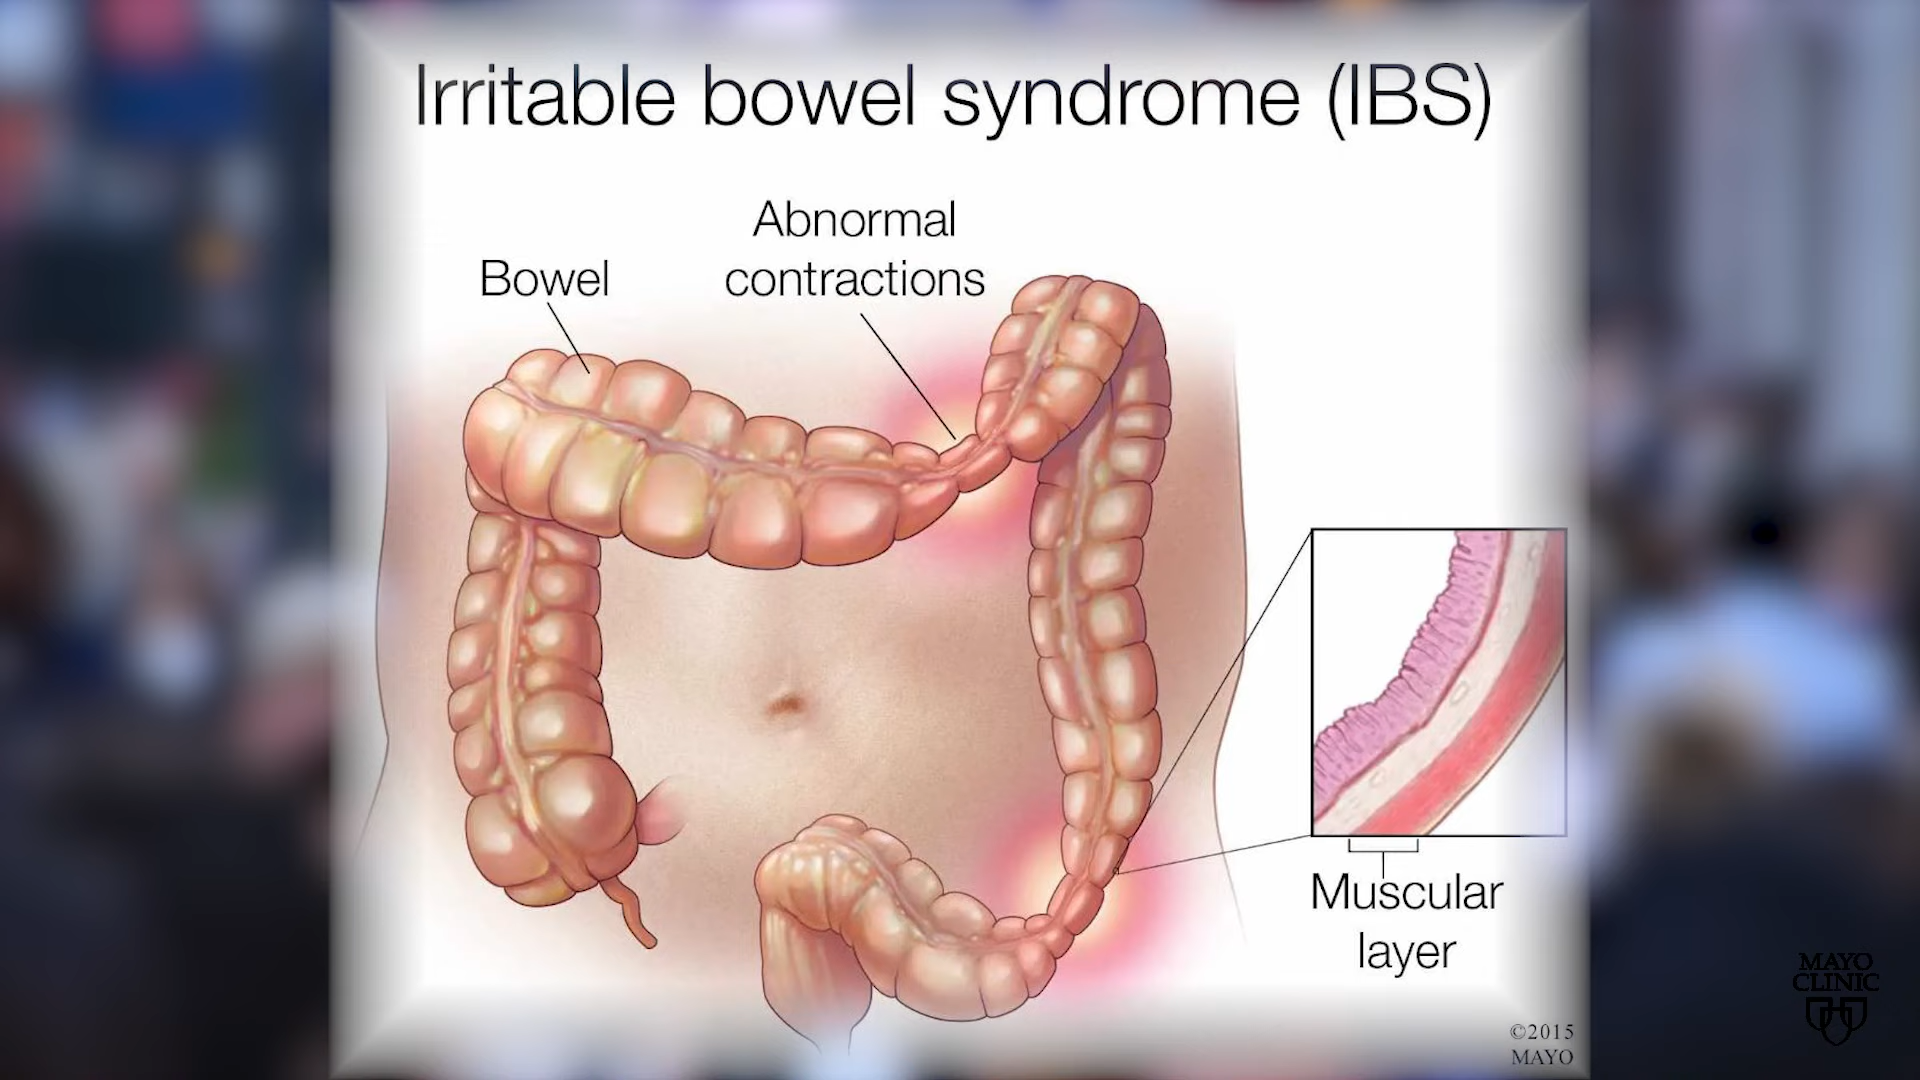 Irritable bowel syndrome (IBS)
Abnormal
contractions
Bowel
Muscular
layer
MAYO
CLINIC
©2015
MAYO